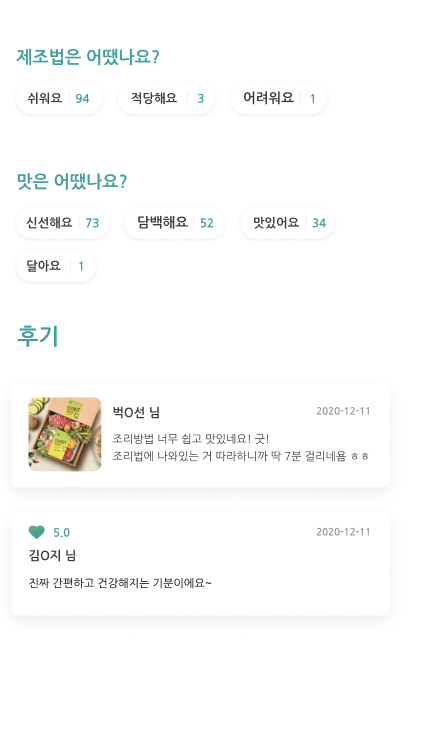 제조법은 어땠나요?
쉬워요 94 적당해요 3 어려워요 1
맛은 어땠나요?
신선해요 73 담백해요 52 맛있어요 34
달아요 1
후기
벅O선 님 2020-12-11
조리방법 너무 쉽고 맛있네요! 굿!
조리법에 나와있는 거 따라하니까 딱 7분 걸리네욤 ㅎㅎ
5.0 2020-12-11
김O지 님
진짜 간편하고 건강해지는 기분이에요~